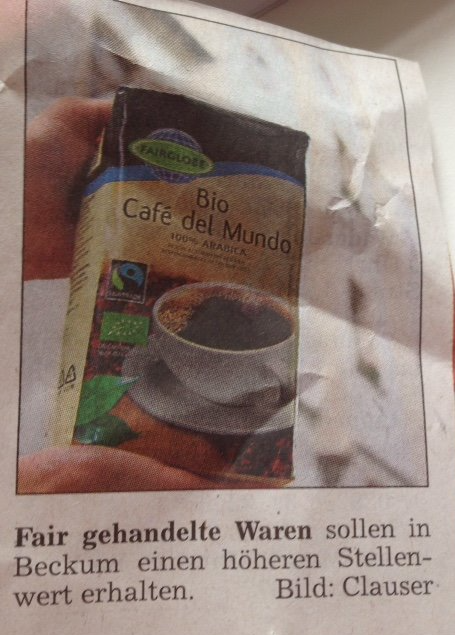 FAIRGLOBE
Bio
Café del Mundo
100% ARABICA
FAIRTRADE
Fair gehandelte Waren sollen in
Beckum einen höheren Stellen-
wert erhalten. Bild: Clauser